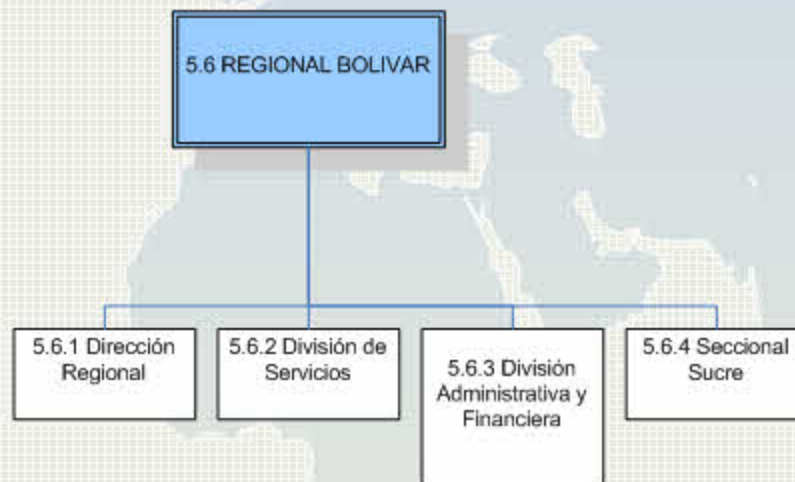 5.6 REGIONAL BOLIVAR
5.6.1 Dirección
Regional
5.6.2 División de
Servicios
5.6.3 División
Administrativa y
Financiera
5.6.4 Seccional
Sucre